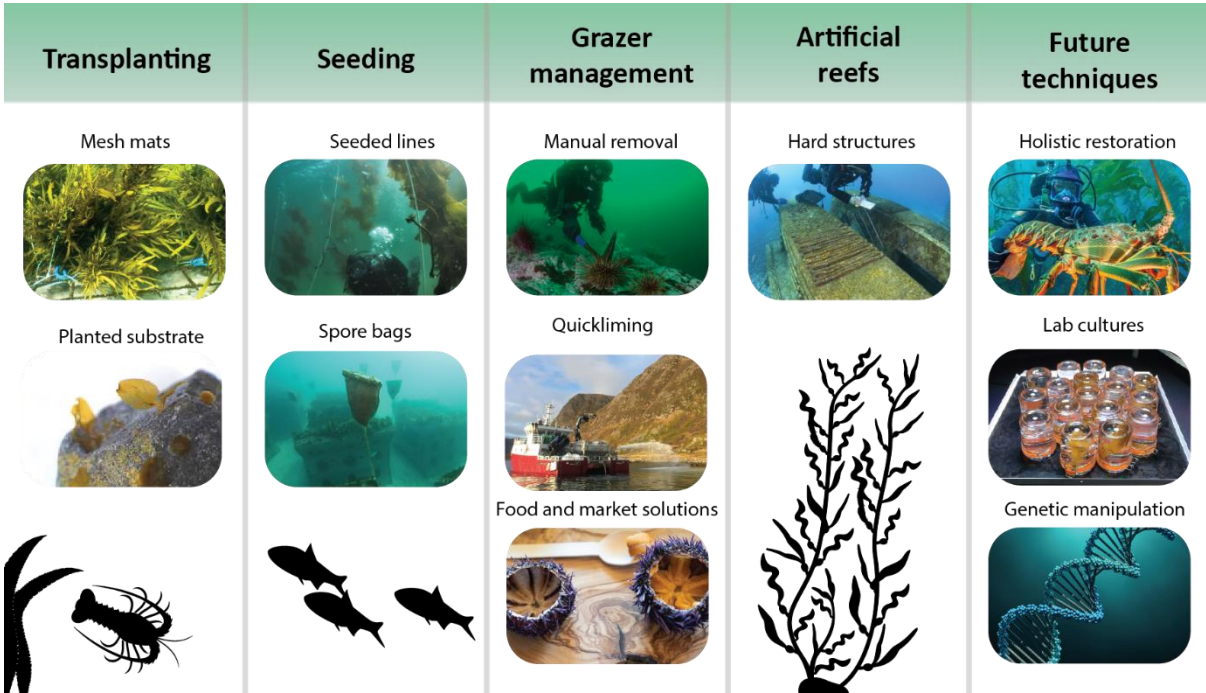 Transplanting
Seeding
Grazer
management
Artificial
reefs
Future
techniques
Mesh mats
Planted substrate
Seeded lines
Spore bags
Manual removal
Quickliming
Food and market solutions
Hard structures
Holistic restoration
Lab cultures
Genetic manipulation